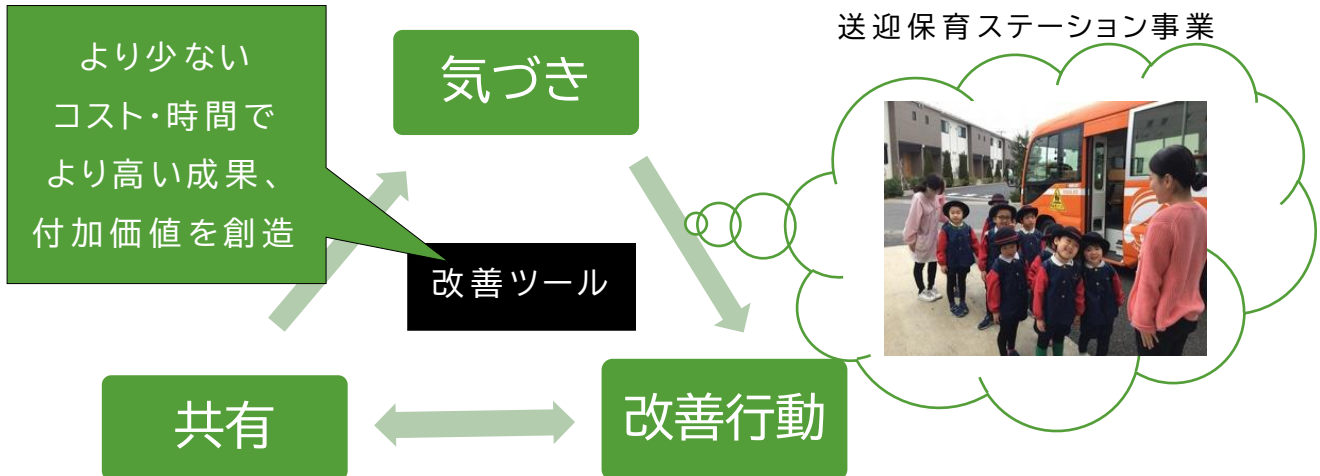 より少ない
コスト・時間で
より高い成果、
付加価値を創造
気づき
送迎保育ステーション事業
改善ツール
共有
改善行動